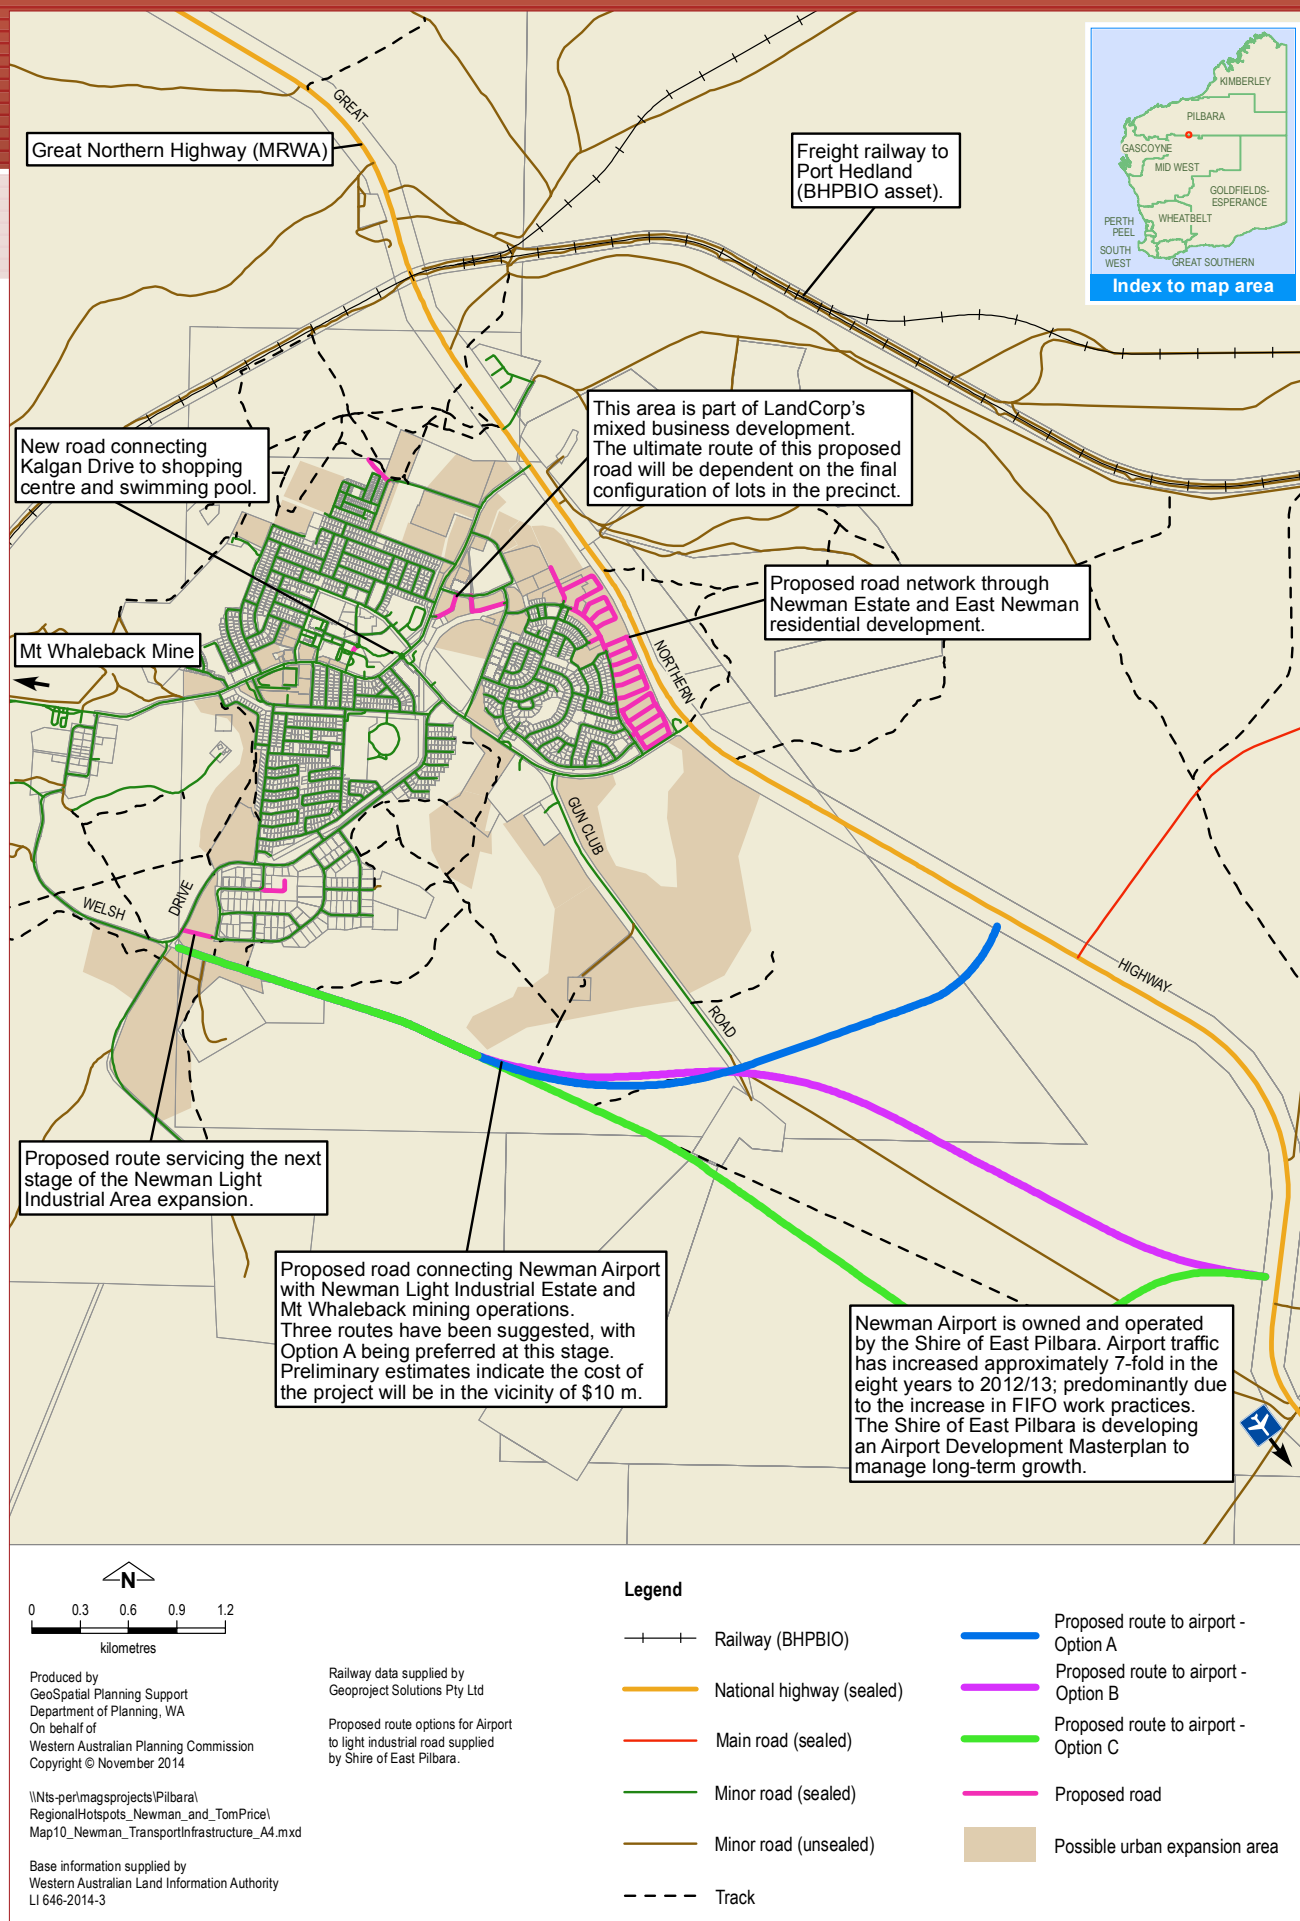 GREAT
Great Northern Highway (MRWA)
Freight railway to
Port Hedland
(BHPBIO asset).
KIMBERLEY
PILBARA
GASCOYNE
MID WEST
GOLDFIELDS-
ESPERANCE
WHEATBELT
PERTH
PEEL
SOUTH
WEST
GREAT SOUTHERN
Index to map area
This area is part of LandCorp's
mixed business development.
The ultimate route of this proposed
road will be dependent on the final
configuration of lots in the precinct.
New road connecting
Kalgan Drive to shopping
centre and swimming pool.
Proposed road network through
Newman Estate and East Newman
residential development.
Mt Whaleback Mine
NORTHERN
GUN CLUB
WELSH
DRIVE
HIGHWAY
ROAD
Proposed route servicing the next
stage of the Newman Light
Industrial Area expansion.
Proposed road connecting Newman Airport
with Newman Light Industrial Estate and
Mt Whaleback mining operations.
Three routes have been suggested, with
Option A being preferred at this stage.
Preliminary estimates indicate the cost of
the project will be in the vicinity of $10 m.
Newman Airport is owned and operated
by the Shire of East Pilbara. Airport traffic
has increased approximately 7-fold in the
eight years to 2012/13; predominantly due
to the increase in FIFO work practices.
The Shire of East Pilbara is developing
an Airport Development Masterplan to
manage long-term growth.
N
0 0.3 0.6 0.9 1.2
kilometres
Produced by
GeoSpatial Planning Support
Department of Planning, WA
On behalf of
Western Australian Planning Commission
Copyright © November 2014
\\Nts-per\magsprojects\Pilbara\
RegionalHotspots_Newman_and_TomPrice\
Map10_Newman_TransportInfrastructure_A4.mxd
Base information supplied by
Western Australian Land Information Authority
LI 646-2014-3
Railway data supplied by
Geoproject Solutions Pty Ltd
Proposed route options for Airport
to light industrial road supplied
by Shire of East Pilbara.
Legend
Railway (BHPBIO)
National highway (sealed)
Main road (sealed)
Minor road (sealed)
Minor road (unsealed)
Track
Proposed route to airport -
Option A
Proposed route to airport -
Option B
Proposed route to airport -
Option C
Proposed road
Possible urban expansion area